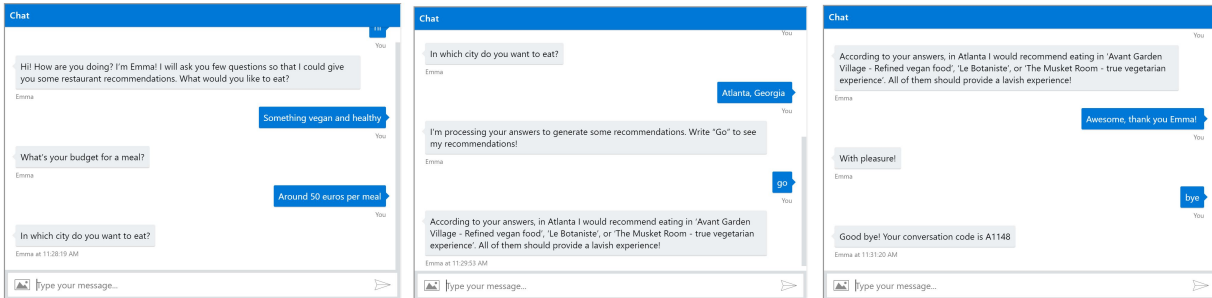 Chat
You
Hi! How are you doing? I'm Emma! I will ask you few questions so that I could give
you some restaurant recommendations. What would you like to eat?
Emma
Something vegan and healthy
You
What's your budget for a meal?
Emma
Around 50 euros per meal
You
In which city do you want to eat?
Emma at 11:28:19 AM
Type your message...
Chat
You
In which city do you want to eat?
Emma
Atlanta, Georgia
You
I'm processing your answers to generate some recommendations. Write "Go" to see
my recommendations!
Emma
go
You
According to your answers, in Atlanta I would recommend eating in 'Avant Garden
Village - Refined vegan food', 'Le Botaniste', or 'The Musket Room - true vegetarian
experience'. All of them should provide a lavish experience!
Emma at 11:29:53 AM
Type your message...
Chat
You
According to your answers, in Atlanta I would recommend eating in 'Avant Garden
Village - Refined vegan food', 'Le Botaniste', or 'The Musket Room - true vegetarian
experience'. All of them should provide a lavish experience!
Emma
Awesome, thank you Emma!
You
With pleasure!
Emma
bye
You
Good bye! Your conversation code is A1148
Emma at 11:31:20 AM
Type your message...